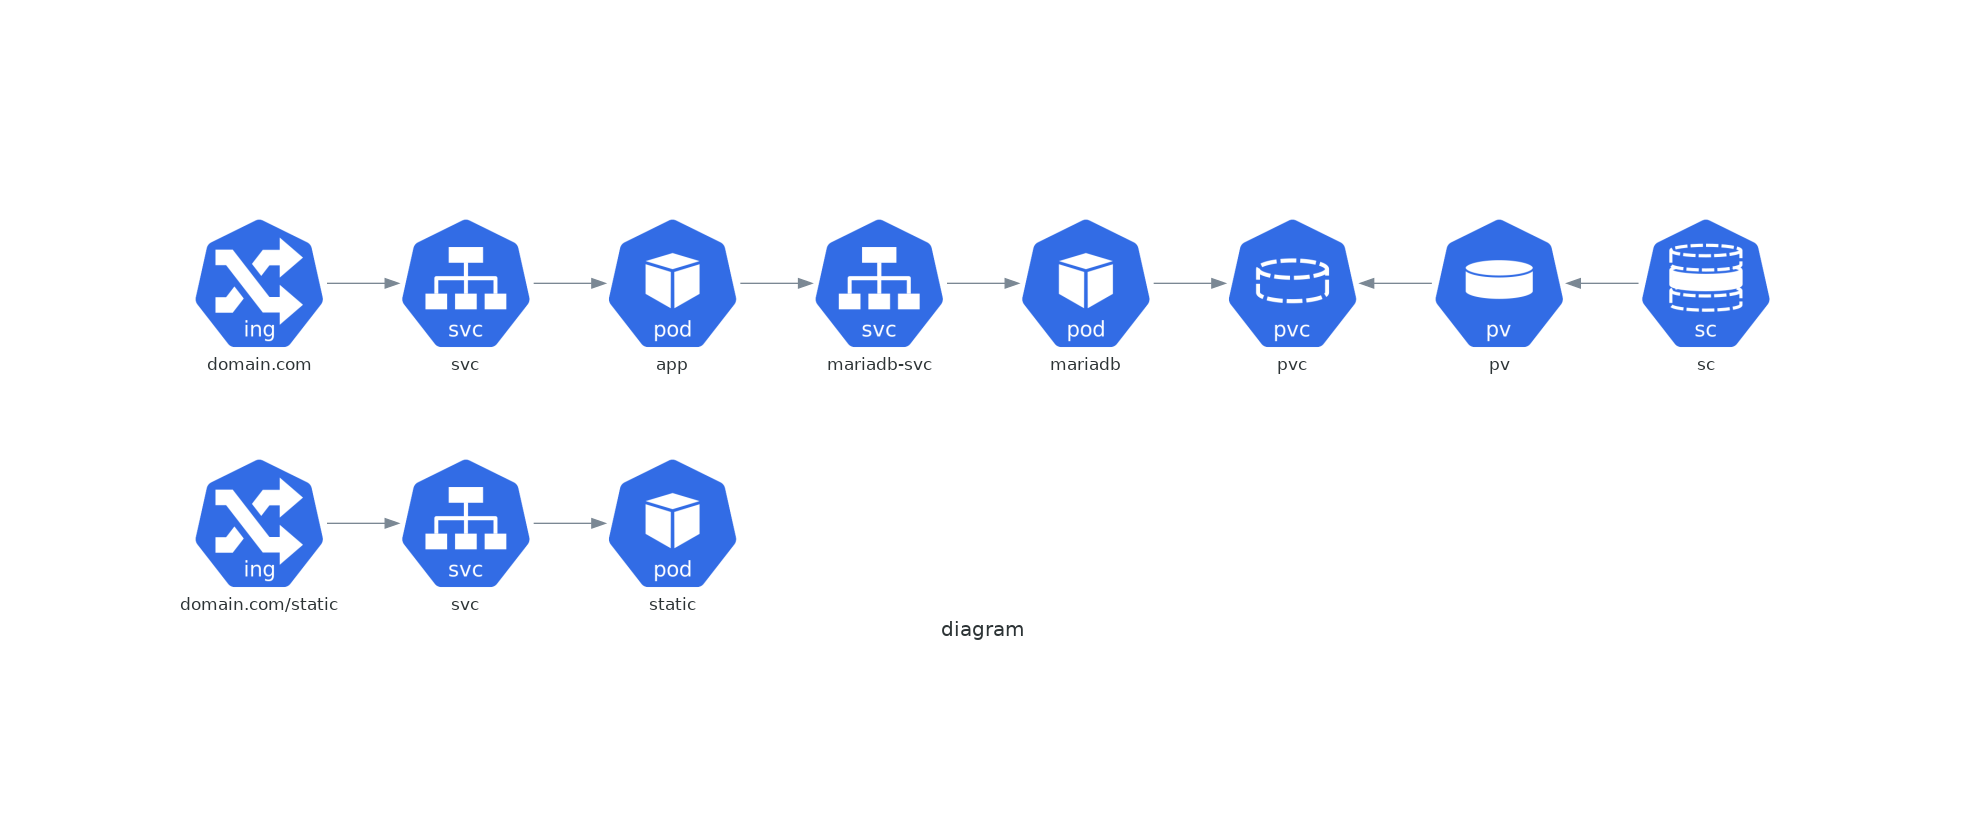 ing svc pod svc pod pvc pv sc
domain.com svc app mariadb-svc mariadb pvc pv sc
ing svc pod
domain.com/static svc static
diagram